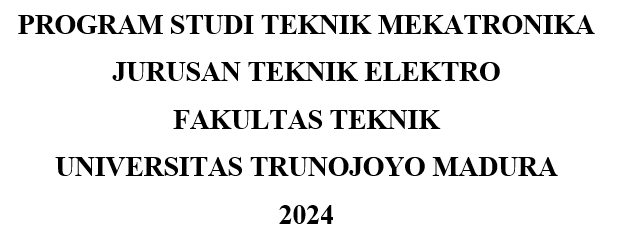 PROGRAM STUDI TEKNIK MEKATRONIKA
JURUSAN TEKNIK ELEKTRO
FAKULTAS TEKNIK
UNIVERSITAS TRUNOJOYO MADURA
2024